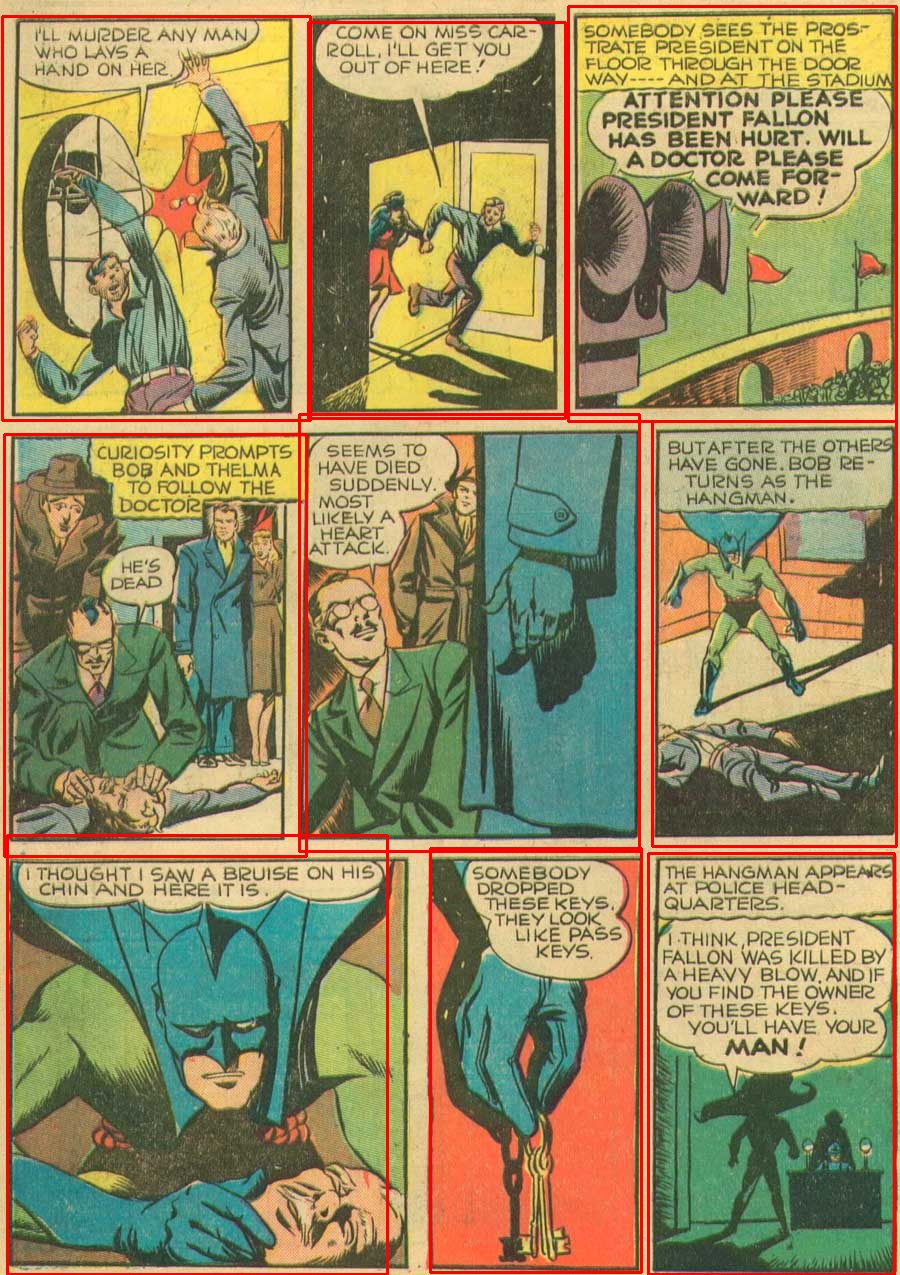 I'LL MURDER ANY MAN
WHO LAYS A
HAND ON HER.
COME ON MISS CAR-
ROLL, I'LL GET YOU
OUT OF HERE!
SOMEBODY SEES THE PROS-
TRATE PRESIDENT ON THE
FLOOR THROUGH THE DOOR
WAY---- AND AT THE STADIUM
ATTENTION PLEASE
PRESIDENT FALLON
HAS BEEN HURT. WILL
A DOCTOR PLEASE
COME FOR-
WARD!
CURIOSITY PROMPTS
BOB AND THELMA
TO FOLLOW THE
DOCTOR
HE'S
DEAD
SEEMS TO
HAVE DIED
SUDDENLY.
MOST
LIKELY A
HEART
ATTACK.
BUT AFTER THE OTHERS
HAVE GONE. BOB RE-
TURNS AS THE
HANGMAN.
I THOUGHT I SAW A BRUISE ON HIS
CHIN AND HERE IT IS.
SOMEBODY
DROPPED
THESE KEYS.
THEY LOOK
LIKE PASS
KEYS.
THE HANGMAN APPEARS
AT POLICE HEAD-
QUARTERS.
I THINK, PRESIDENT
FALLON WAS KILLED BY
A HEAVY BLOW. AND IF
YOU FIND THE OWNER
OF THESE KEYS.
YOU'LL HAVE YOUR
MAN!